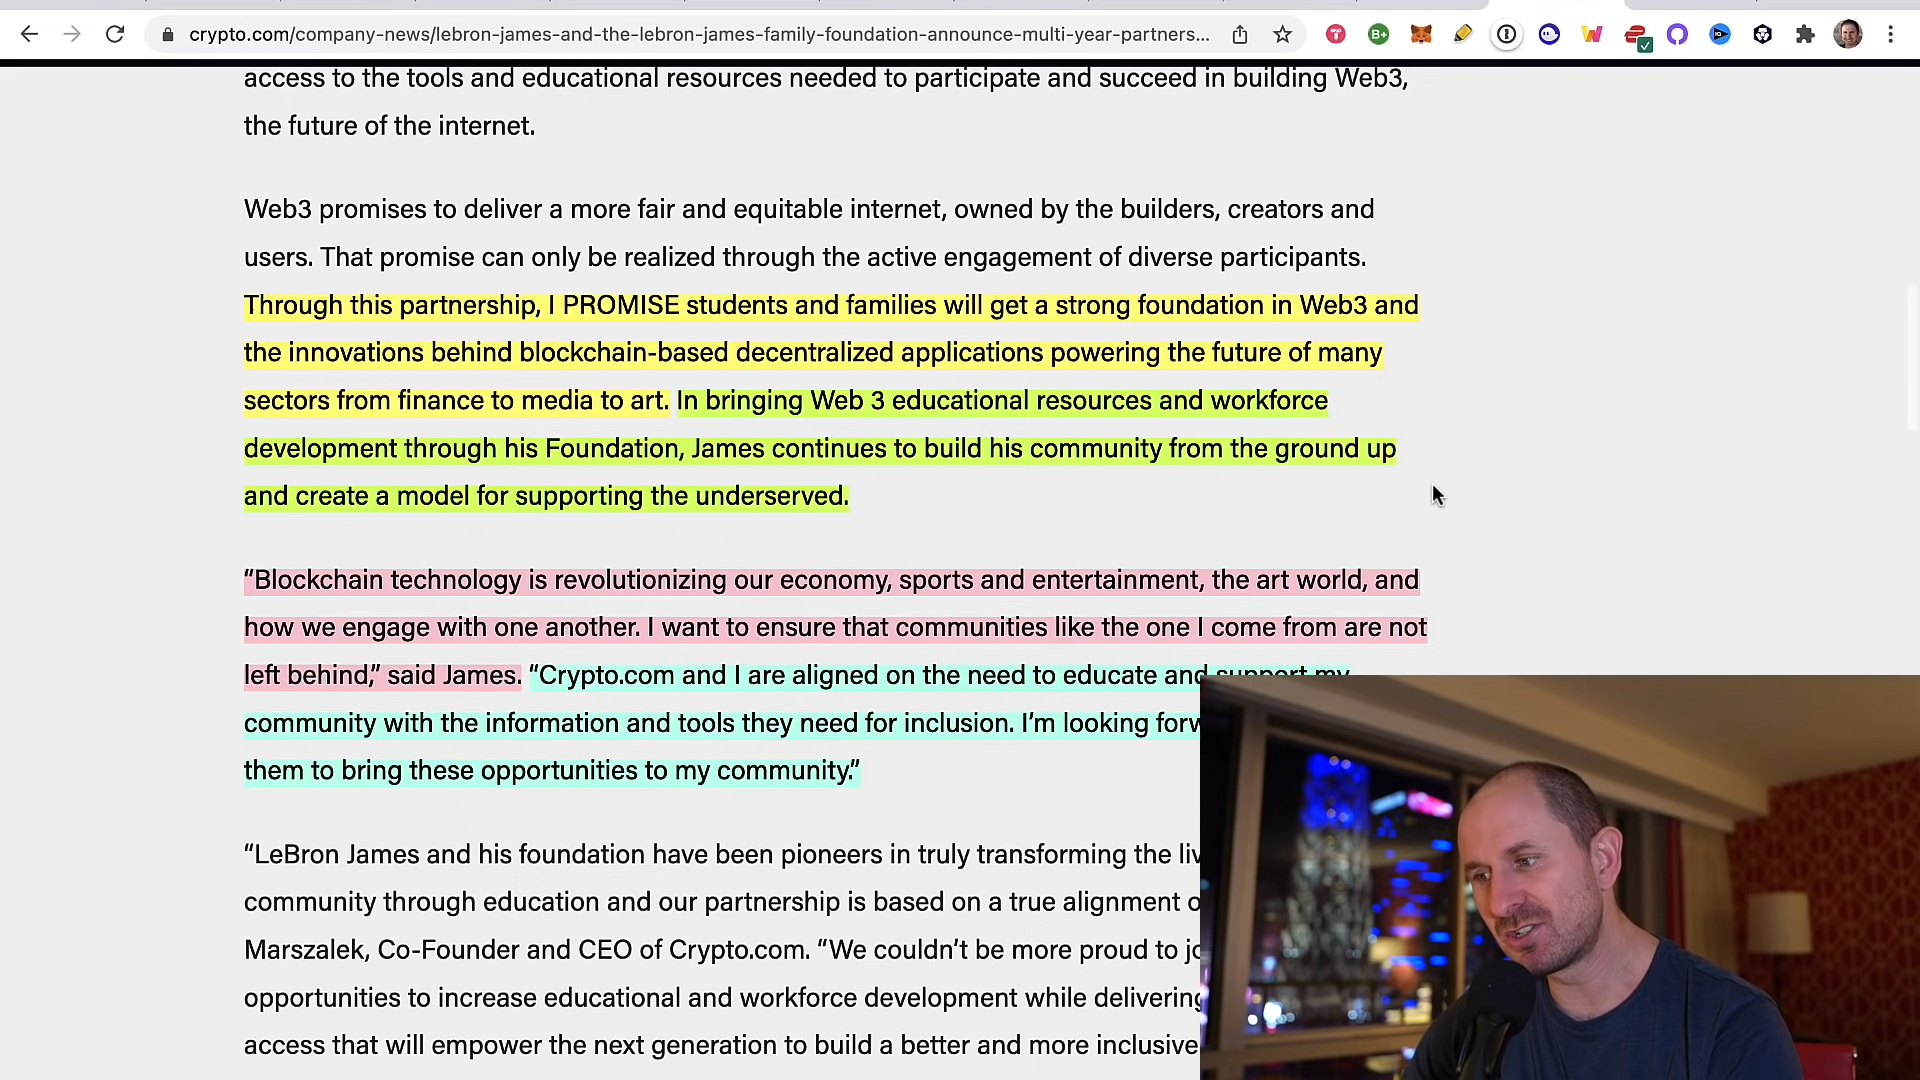 crypto.com/company-news/lebron-james-and-the-lebron-james-family-foundation-announce-multi-year-partners...
access to the tools and educational resources needed to participate and succeed in building Web3,
the future of the internet.
Web3 promises to deliver a more fair and equitable internet, owned by the builders, creators and
users. That promise can only be realized through the active engagement of diverse participants.
Through this partnership, I PROMISE students and families will get a strong foundation in Web3 and
the innovations behind blockchain-based decentralized applications powering the future of many
sectors from finance to media to art. In bringing Web 3 educational resources and workforce
development through his Foundation, James continues to build his community from the ground up
and create a model for supporting the underserved.
“Blockchain technology is revolutionizing our economy, sports and entertainment, the art world, and
how we engage with one another. I want to ensure that communities like the one I come from are not
left behind,” said James. “Crypto.com and I are aligned on the need to educate and support my
community with the information and tools they need for inclusion. I’m looking forw
them to bring these opportunities to my community.”
“LeBron James and his foundation have been pioneers in truly transforming the liv
community through education and our partnership is based on a true alignment o
Marszalek, Co-Founder and CEO of Crypto.com. “We couldn’t be more proud to jo
opportunities to increase educational and workforce development while delivering
access that will empower the next generation to build a better and more inclusive